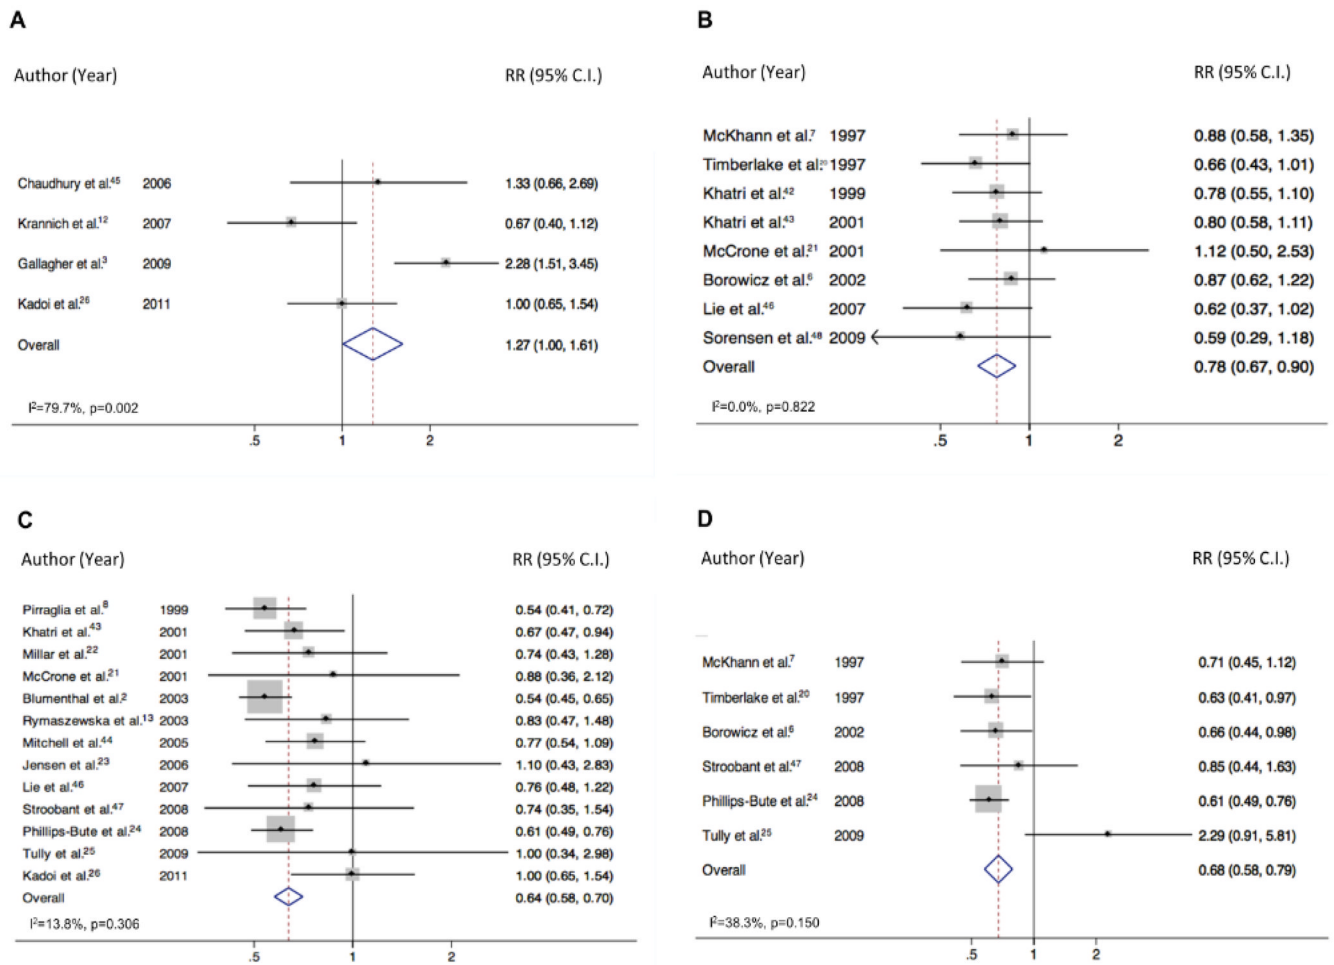 A
Author (Year) RR (95% C.I.)
Chaudhury et al.⁴⁵ 2006 1.33 (0.66, 2.69)
Krannich et al.¹² 2007 0.67 (0.40, 1.12)
Gallagher et al.³ 2009 2.28 (1.51, 3.45)
Kadoi et al.²⁶ 2011 1.00 (0.65, 1.54)
Overall 1.27 (1.00, 1.61)
I²=79.7%, p=0.002
.5 1 2
B
Author (Year) RR (95% C.I.)
McKhann et al.⁷ 1997 0.88 (0.58, 1.35)
Timberlake et al.²⁰ 1997 0.66 (0.43, 1.01)
Khatri et al.⁴² 1999 0.78 (0.55, 1.10)
Khatri et al.⁴³ 2001 0.80 (0.58, 1.11)
McCrone et al.²¹ 2001 1.12 (0.50, 2.53)
Borowicz et al.⁶ 2002 0.87 (0.62, 1.22)
Lie et al.⁴⁶ 2007 0.62 (0.37, 1.02)
Sorensen et al.⁴⁸ 2009 0.59 (0.29, 1.18)
Overall 0.78 (0.67, 0.90)
I²=0.0%, p=0.822
.5 1 2
C
Author (Year) RR (95% C.I.)
Pirraglia et al.⁸ 1999 0.54 (0.41, 0.72)
Khatri et al.⁴³ 2001 0.67 (0.47, 0.94)
Millar et al.²² 2001 0.74 (0.43, 1.28)
McCrone et al.²¹ 2001 0.88 (0.36, 2.12)
Blumenthal et al.² 2003 0.54 (0.45, 0.65)
Rymaszewska et al.¹³ 2003 0.83 (0.47, 1.48)
Mitchell et al.⁴⁴ 2005 0.77 (0.54, 1.09)
Jensen et al.²³ 2006 1.10 (0.43, 2.83)
Lie et al.⁴⁶ 2007 0.76 (0.48, 1.22)
Stroobant et al.⁴⁷ 2008 0.74 (0.35, 1.54)
Phillips-Bute et al.²⁴ 2008 0.61 (0.49, 0.76)
Tully et al.²⁵ 2009 1.00 (0.34, 2.98)
Kadoi et al.²⁶ 2011 1.00 (0.65, 1.54)
Overall 0.64 (0.58, 0.70)
I²=13.8%, p=0.306
.5 1 2
D
Author (Year) RR (95% C.I.)
McKhann et al.⁷ 1997 0.71 (0.45, 1.12)
Timberlake et al.²⁰ 1997 0.63 (0.41, 0.97)
Borowicz et al.⁶ 2002 0.66 (0.44, 0.98)
Stroobant et al.⁴⁷ 2008 0.85 (0.44, 1.63)
Phillips-Bute et al.²⁴ 2008 0.61 (0.49, 0.76)
Tully et al.²⁵ 2009 2.29 (0.91, 5.81)
Overall 0.68 (0.58, 0.79)
I²=38.3%, p=0.150
.5 1 2